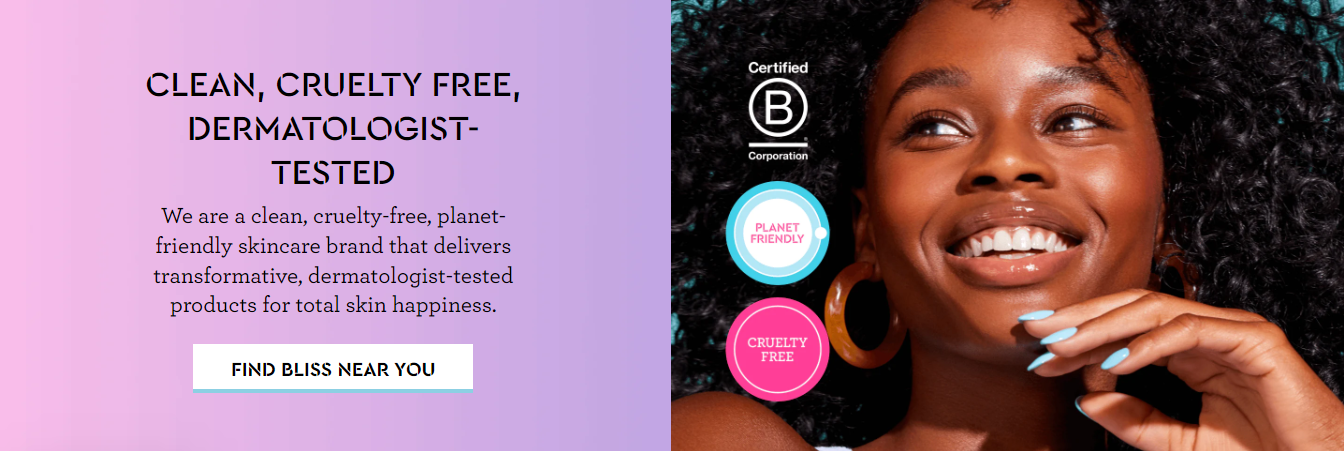 CLEAN, CRUELTY FREE,
DERMATOLOGIST-
TESTED
We are a clean, cruelty-free, planet-
friendly skincare brand that delivers
transformative, dermatologist-tested
products for total skin happiness.
FIND BLISS NEAR YOU
Certified
B
Corporation
PLANET
FRIENDLY
CRUELTY
FREE